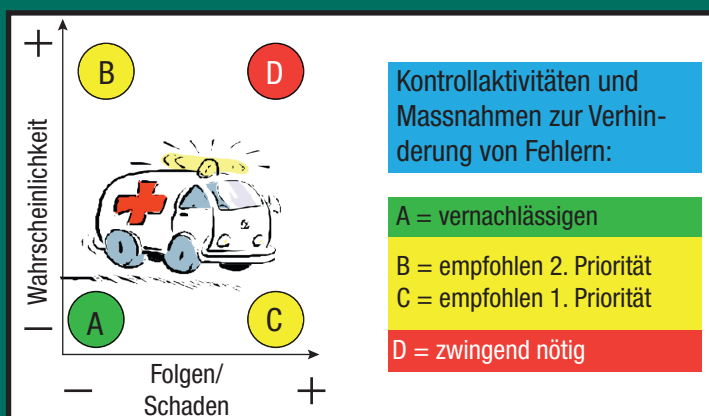 +
B
D
Wahrscheinlichkeit
A
C
–
– Folgen/ +
Schaden
Kontrollaktivitäten und
Massnahmen zur Verhin-
derung von Fehlern:
A = vernachlässigen
B = empfohlen 2. Priorität
C = empfohlen 1. Priorität
D = zwingend nötig